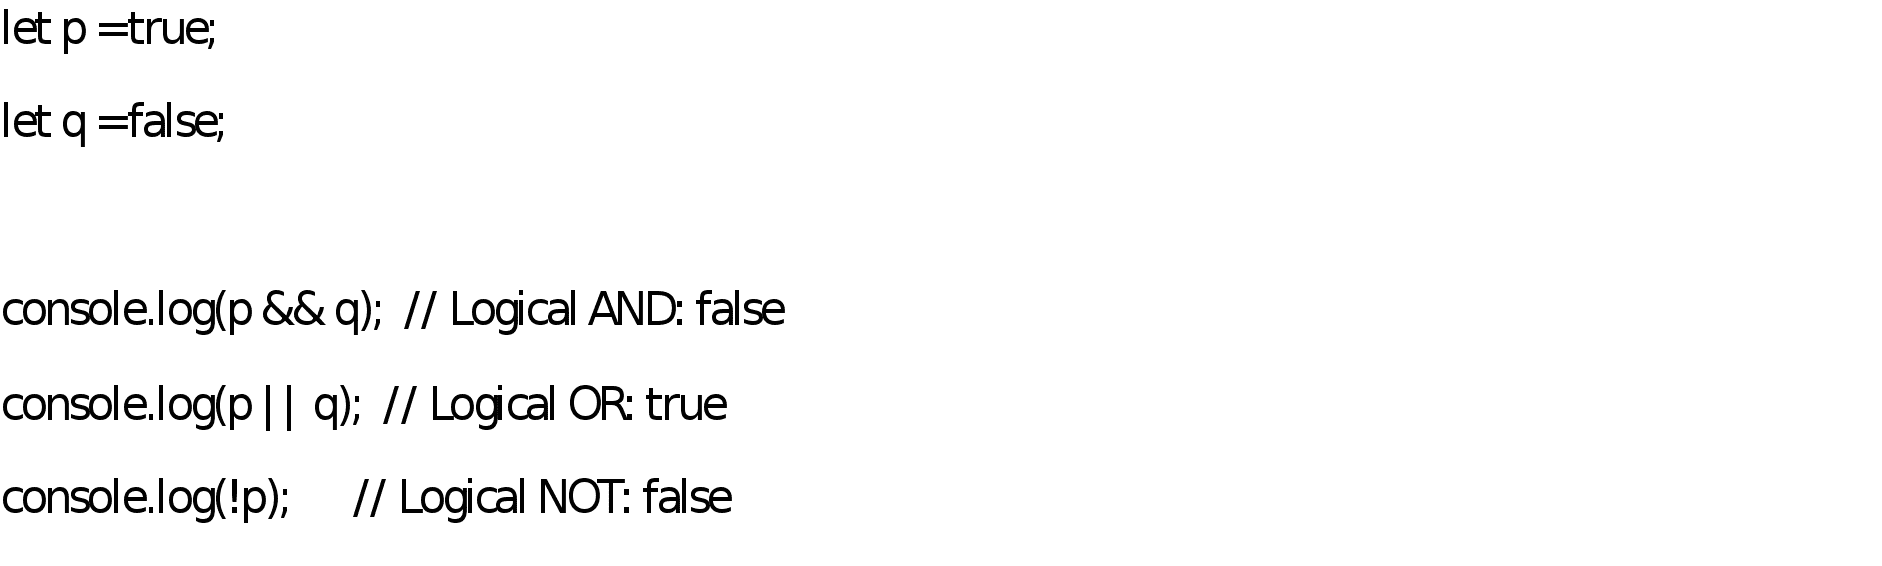 let p =true;
let q =false;
console.log(p && q);  // Logical AND: false
console.log(p || q);  // Logical OR: true
console.log(!p);      // Logical NOT: false